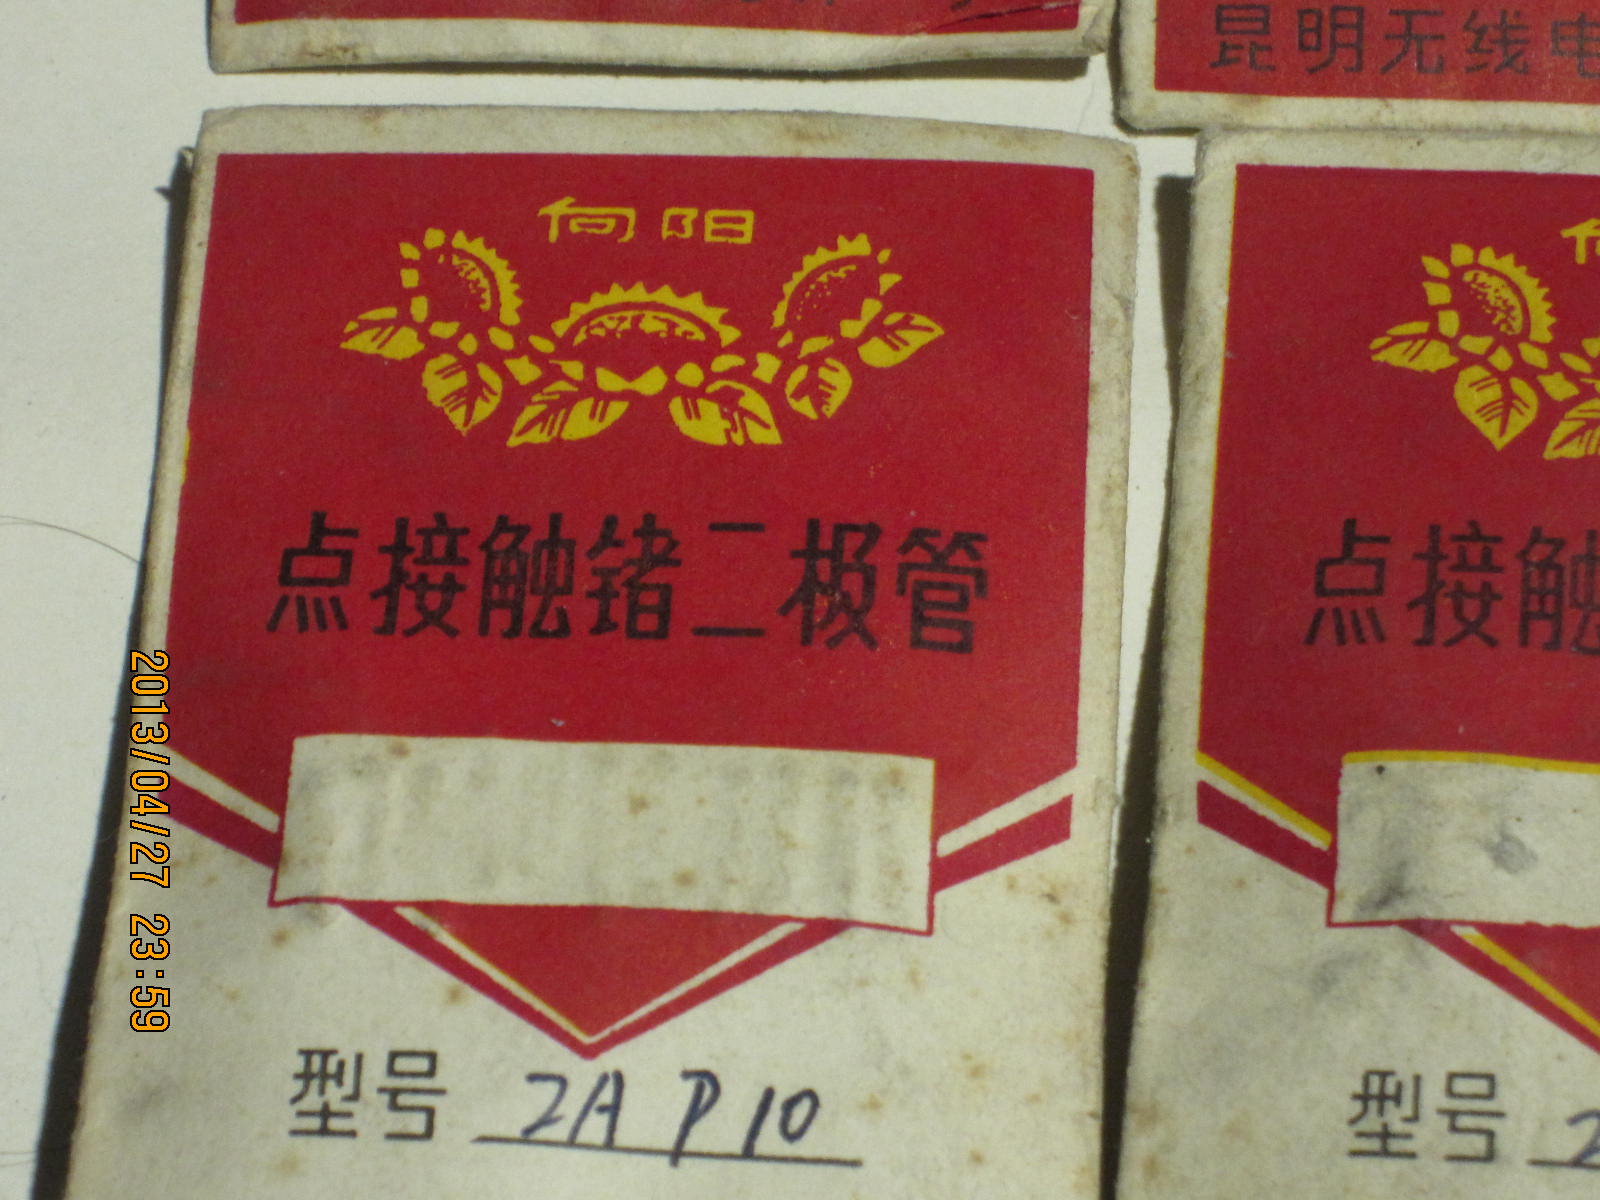 昆明无线电
向阳
点接触锗二极管
型号 2AP10
点接触
型号 2
2013/04/27 23:59